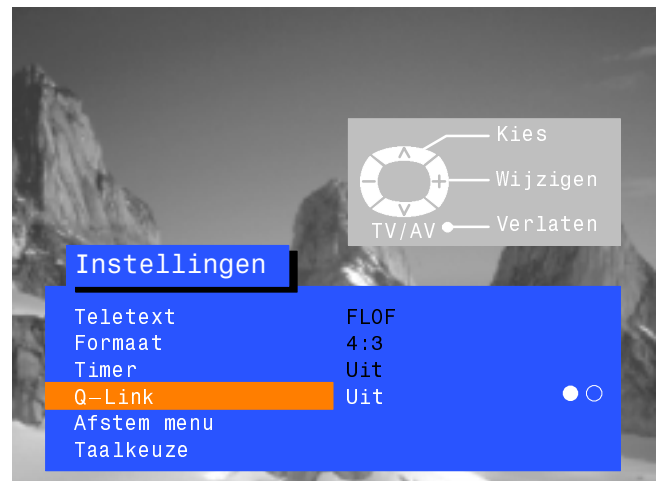 Kies
Wijzigen
TV/AV Verlaten
Instellingen
Teletext FLOF
Formaat 4:3
Timer Uit
Q–Link Uit
Afstem menu
Taalkeuze